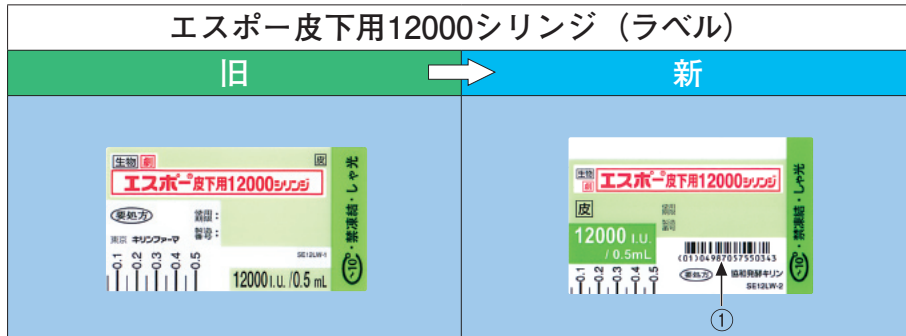 エスポー皮下用12000シリンジ（ラベル）
旧
新
生物 劇
皮
エスポー®皮下用12000シリンジ
要処方
期限：
製番：
東京 キリンファーマ
SE12LW-1
0.1 0.2 0.3 0.4 0.5
12000 I.U. /0.5 mL
・禁凍結・しゃ光
生物
劇
エスポー®皮下用12000シリンジ
皮
12000 I.U.
/ 0.5mL
(01)04987057550343
0.1 0.2 0.3 0.4 0.5
要処方
協和発酵キリン
SE12LW-2
・禁凍結・しゃ光
①